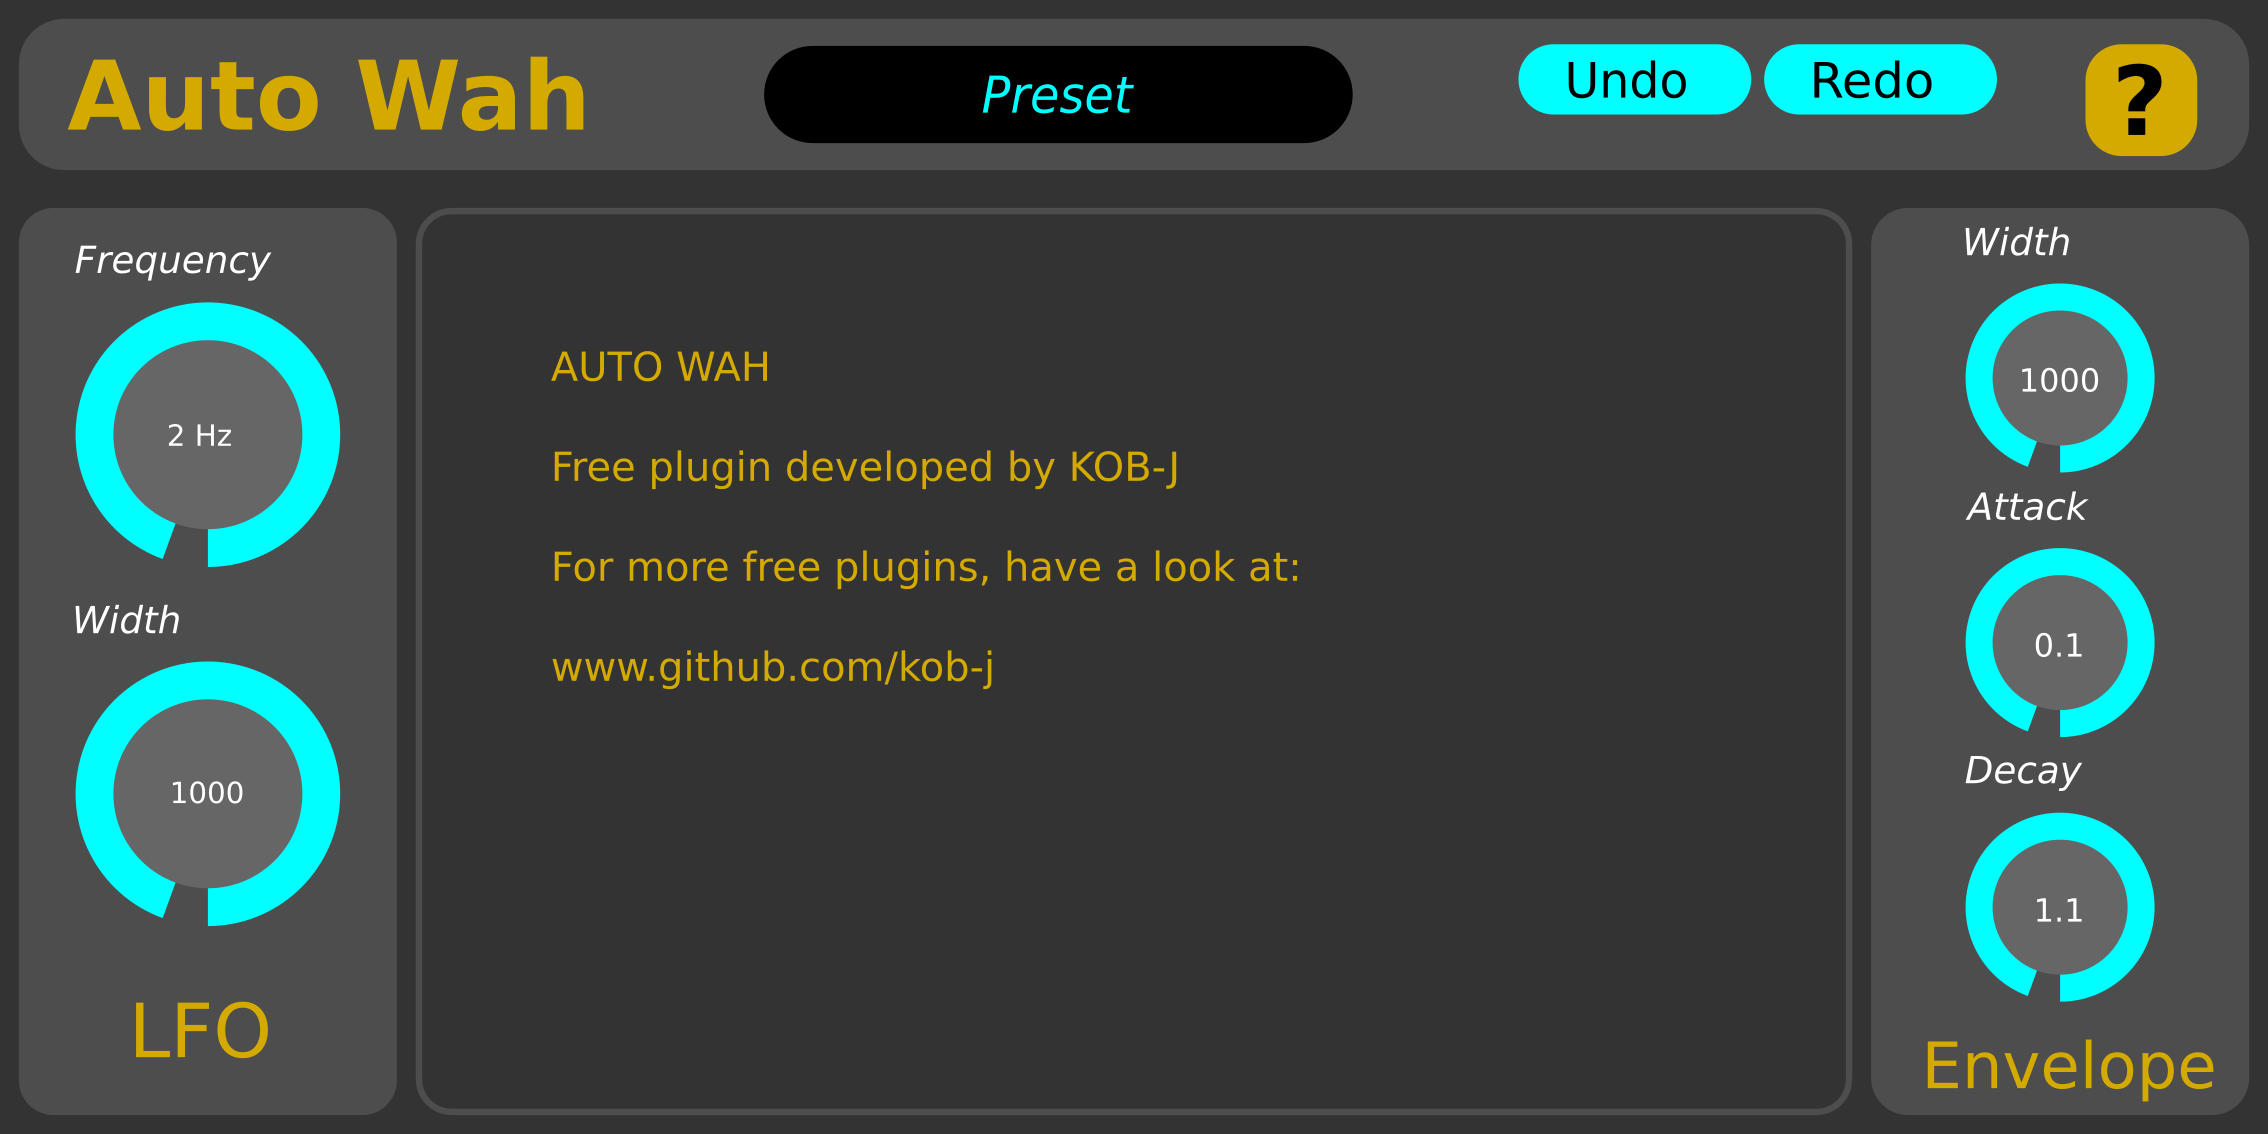 Auto Wah
Preset
Undo
Redo
?
Frequency
2 Hz
Width
1000
LFO
AUTO WAH
Free plugin developed by KOB-J
For more free plugins, have a look at:
www.github.com/kob-j
Width
1000
Attack
0.1
Decay
1.1
Envelope